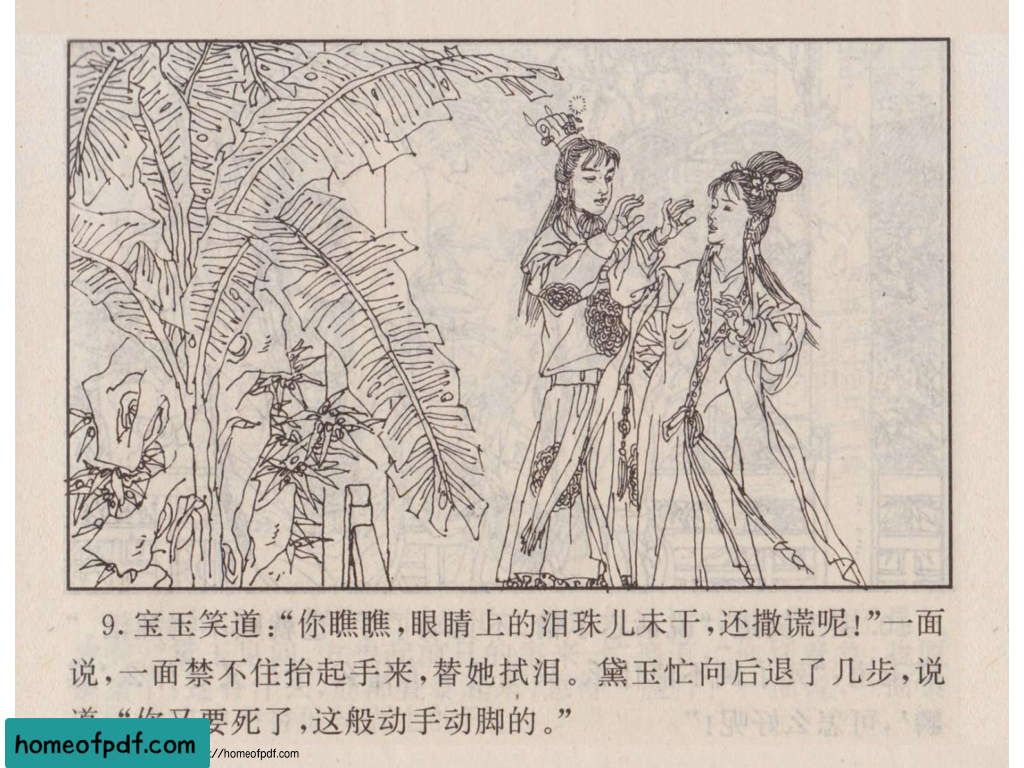 9. 宝玉笑道:“你瞧瞧,眼睛上的泪珠儿未干,还撒谎呢!”一面
说,一面禁不住抬起手来,替她拭泪。黛玉忙向后退了几步,说
要死了,这般动手动脚的。”
homeofpdf.com
://homeofpdf.com